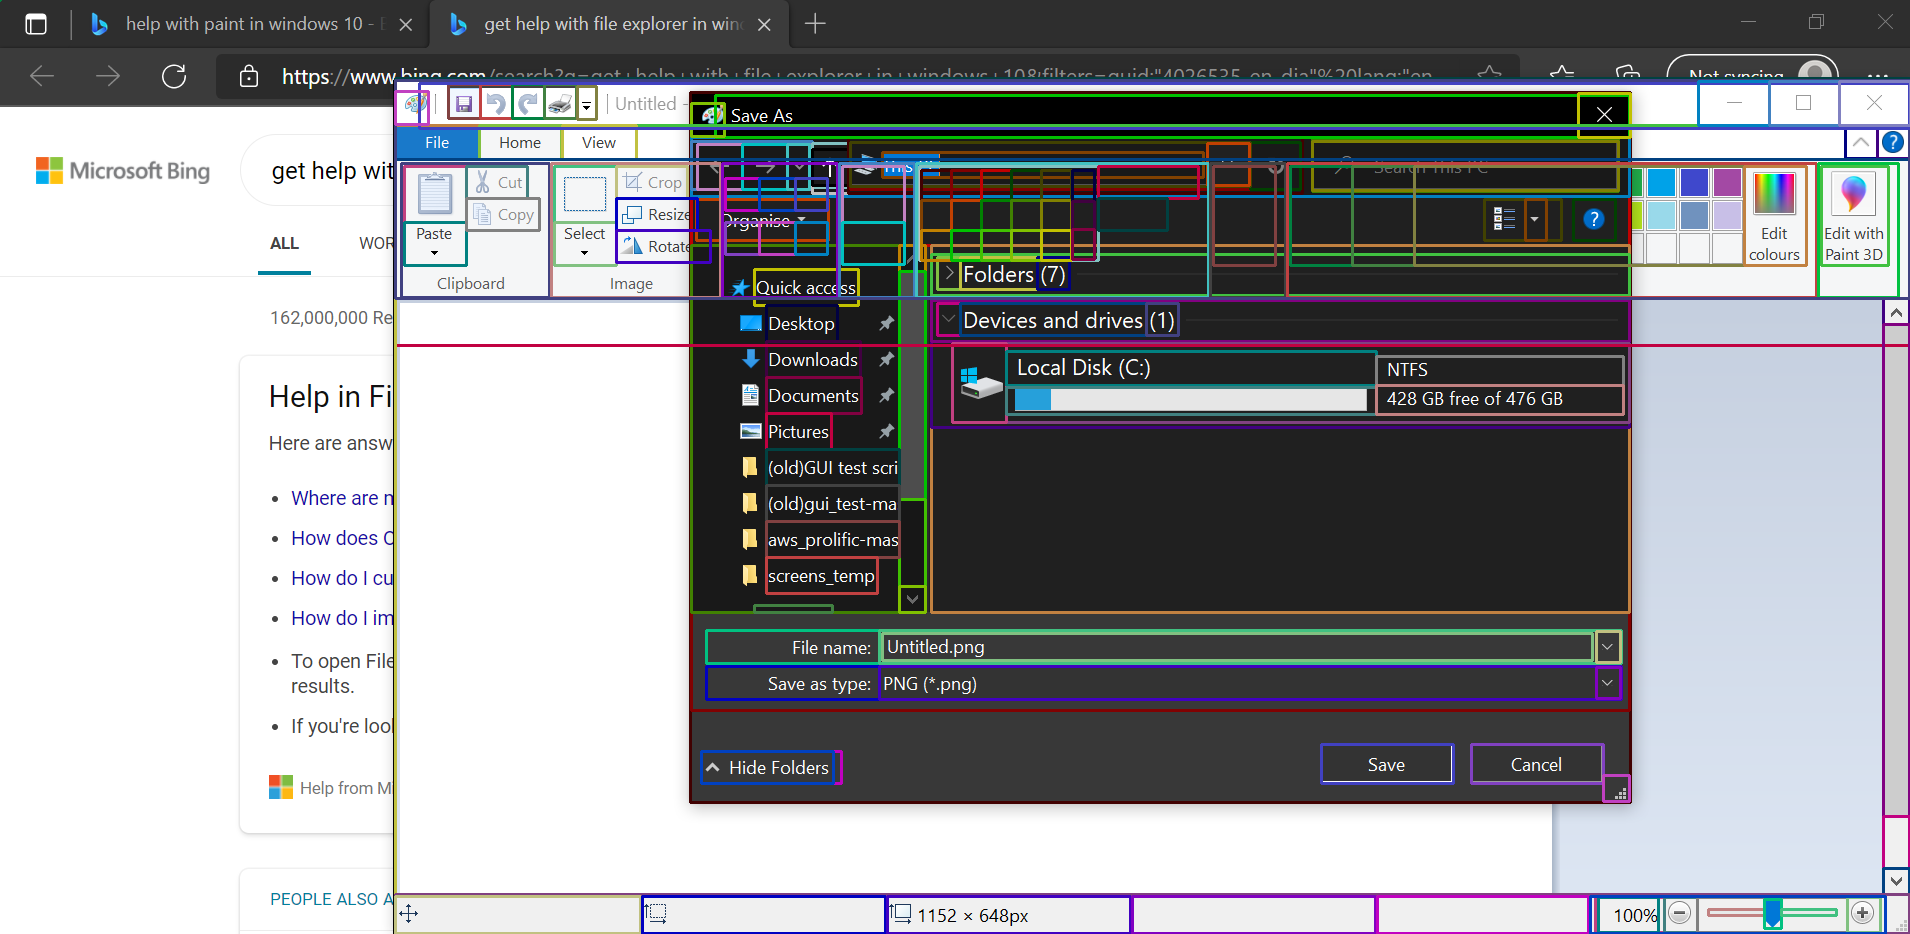 help with paint in windows 10 -
get help with file explorer in win
https://www.bing.com/search?q=get+help+with+file+explorer+in+windows+10&filters=guid:"4026535-en-dia"%20lang:"en
Not syncing
Untitled -
Save As
File
Home
View
Microsoft Bing
get help wit
Cut
Copy
Paste
Clipboard
Crop
Resize
Rotate
Select
Image
Search This PC
Organise
Edit colours
Edit with Paint 3D
ALL
WOR
162,000,000 Re
Folders (7)
Quick access
Desktop
Downloads
Documents
Pictures
(old)GUI test scri
(old)gui_test-ma
aws_prolific-mas
screens_temp
Devices and drives (1)
Local Disk (C:)
NTFS
428 GB free of 476 GB
Help in Fi
Here are answ
Where are n
How does C
How do I cu
How do I im
To open File
results.
If you're loo
Help from Mi
PEOPLE ALSO A
File name:
Untitled.png
Save as type:
PNG (*.png)
Hide Folders
Save
Cancel
1152 × 648px
100%